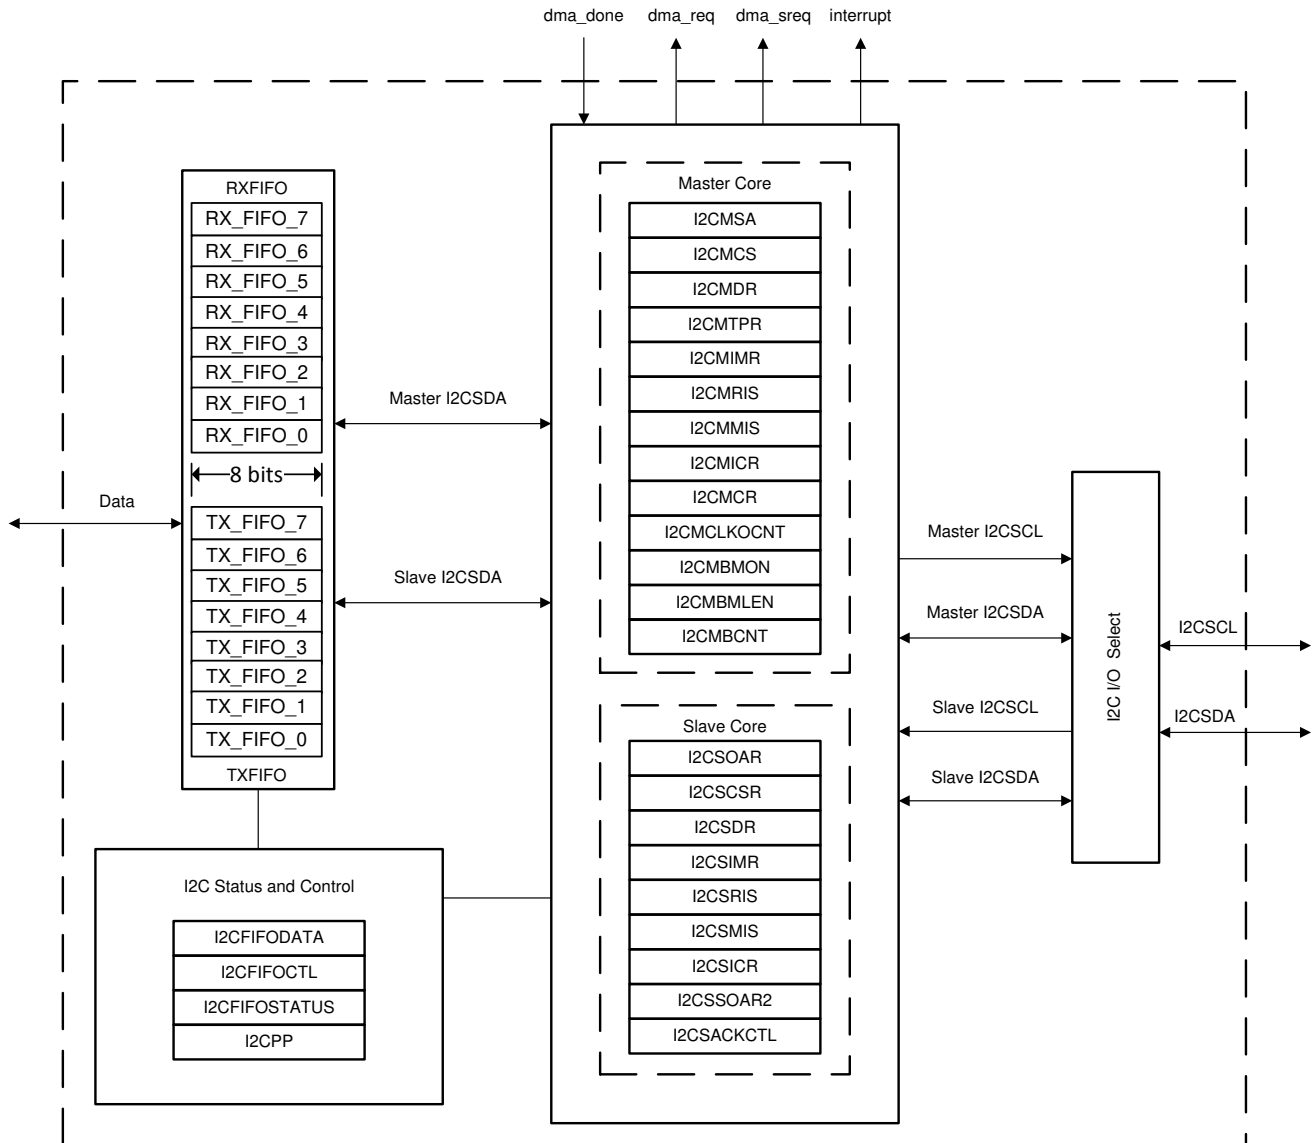 dma_done
dma_req
dma_sreq
interrupt
RXFIFO
RX_FIFO_7
RX_FIFO_6
RX_FIFO_5
RX_FIFO_4
RX_FIFO_3
RX_FIFO_2
RX_FIFO_1
RX_FIFO_0
8 bits
TX_FIFO_7
TX_FIFO_6
TX_FIFO_5
TX_FIFO_4
TX_FIFO_3
TX_FIFO_2
TX_FIFO_1
TX_FIFO_0
TXFIFO
Data
Master I2CSDA
Slave I2CSDA
I2C Status and Control
I2CFIFODATA
I2CFIFOCTL
I2CFIFOSTATUS
I2CPP
Master Core
I2CMSA
I2CMCS
I2CMDR
I2CMTPR
I2CMIMR
I2CMRIS
I2CMMIS
I2CMICR
I2CMCR
I2CMCLKOCNT
I2CMBMON
I2CMBMLEN
I2CMBCNT
Slave Core
I2CSOAR
I2CSCSR
I2CSDR
I2CSIMR
I2CSRIS
I2CSMIS
I2CSICR
I2CSSOAR2
I2CSACKCTL
Master I2CSCL
Master I2CSDA
Slave I2CSCL
Slave I2CSDA
I2C I/O Select
I2CSCL
I2CSDA